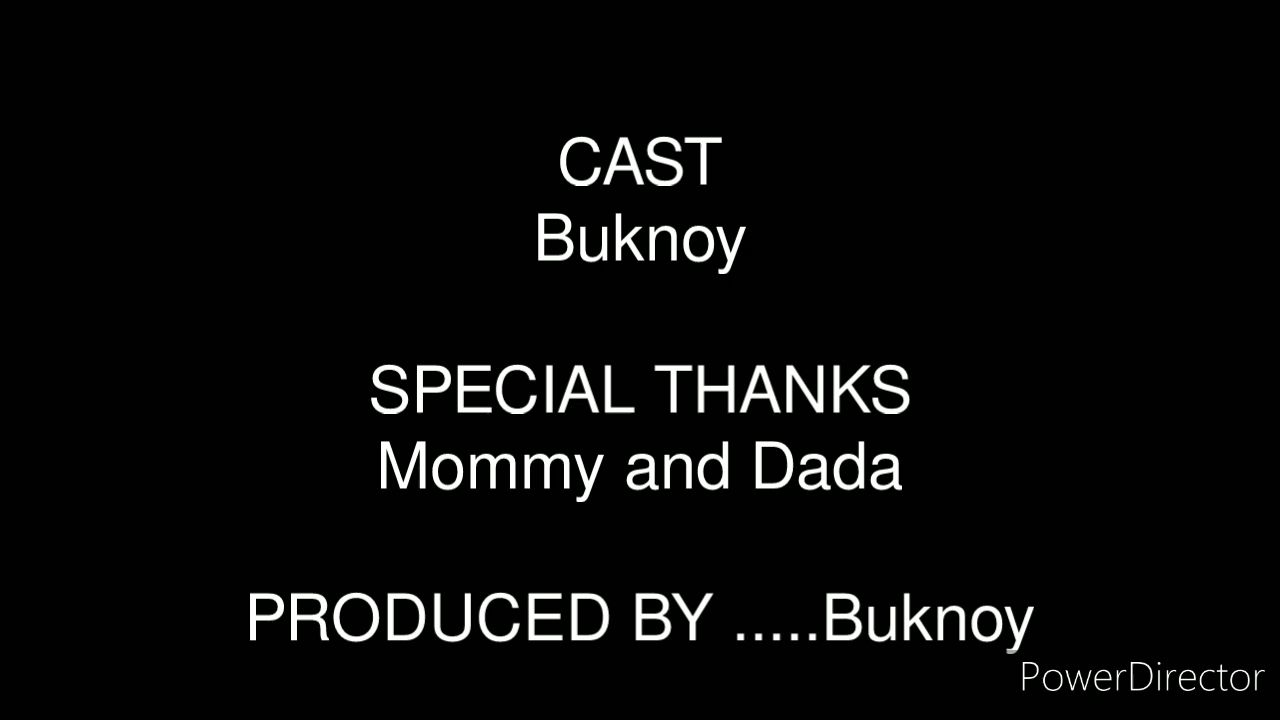 CAST
Buknoy
SPECIAL THANKS
Mommy and Dada
PRODUCED BY .....Buknoy
PowerDirector